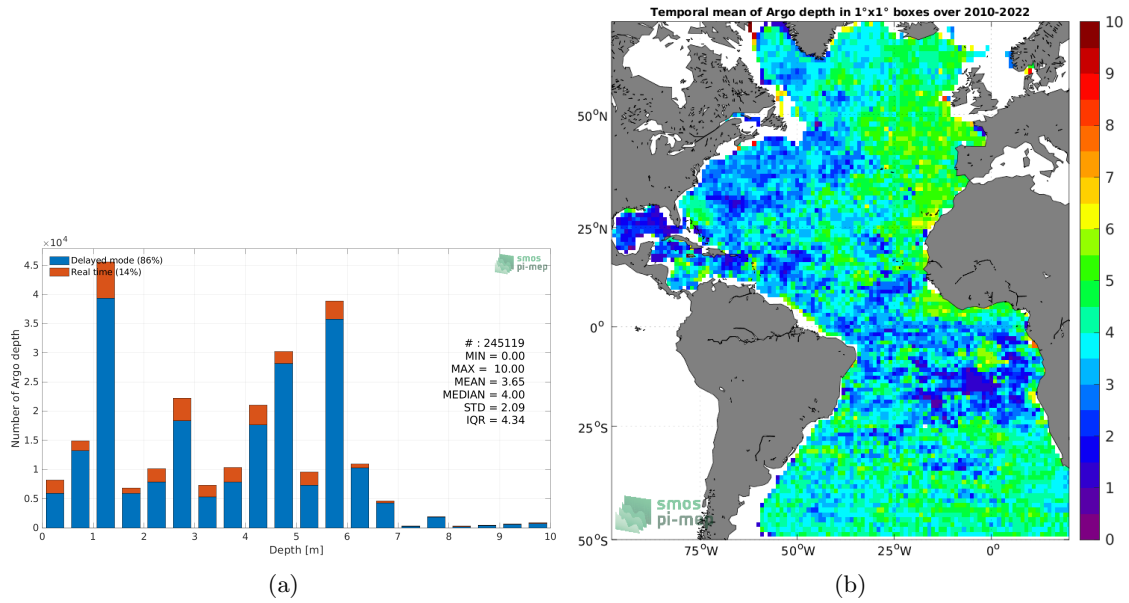 ×10⁴
Delayed mode (86%)
Real time (14%)
smos
pi-mep
4.5
4
3.5
3
2.5
2
1.5
1
0.5
0
Number of Argo depth
# : 245119
MIN = 0.00
MAX = 10.00
MEAN = 3.65
MEDIAN = 4.00
STD = 2.09
IQR = 4.34
0 1 2 3 4 5 6 7 8 9 10
Depth [m]
(a)
Temporal mean of Argo depth in 1°x1° boxes over 2010-2022
50°N
25°N
0°
25°S
50°S
75°W 50°W 25°W 0°
smos
pi-mep
10
9
8
7
6
5
4
3
2
1
0
(b)